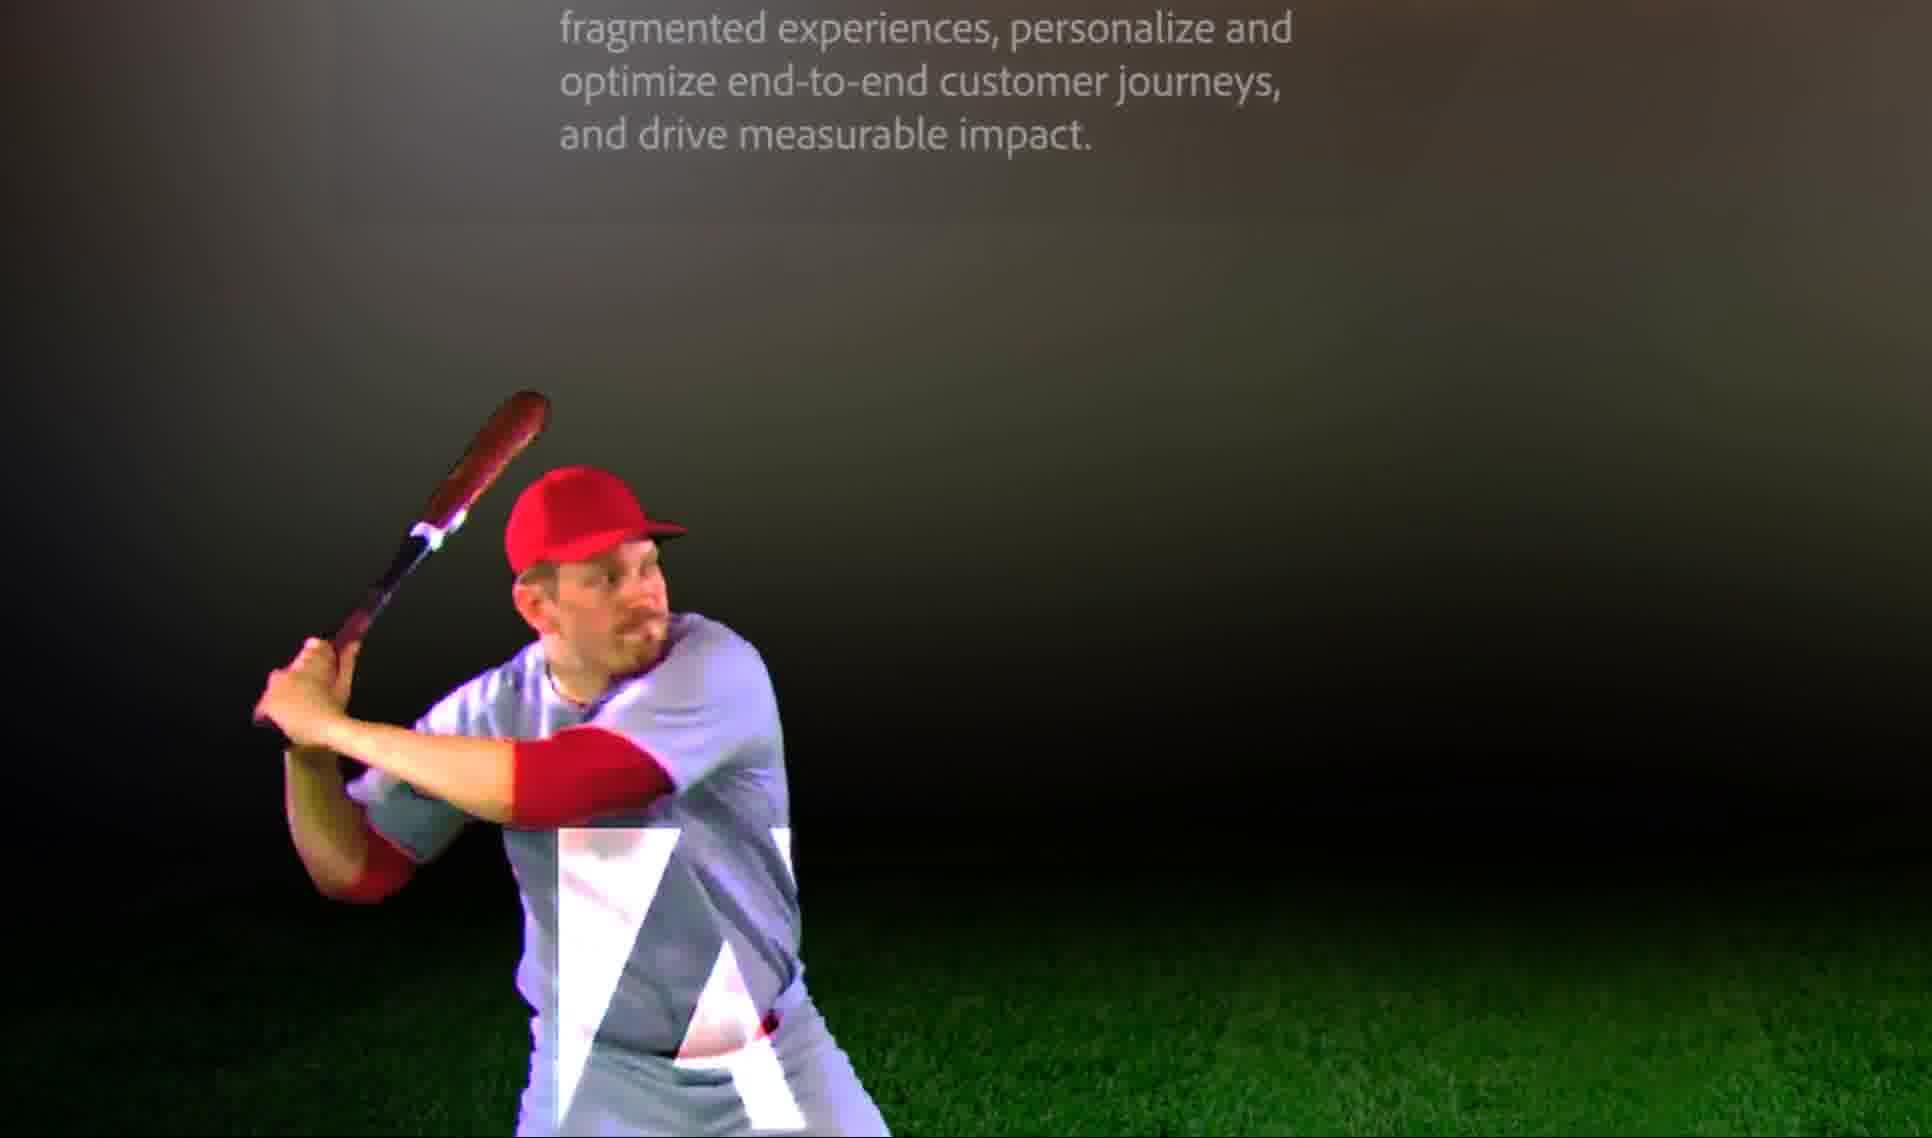 fragmented experiences, personalize and
optimize end-to-end customer journeys,
and drive measurable impact.